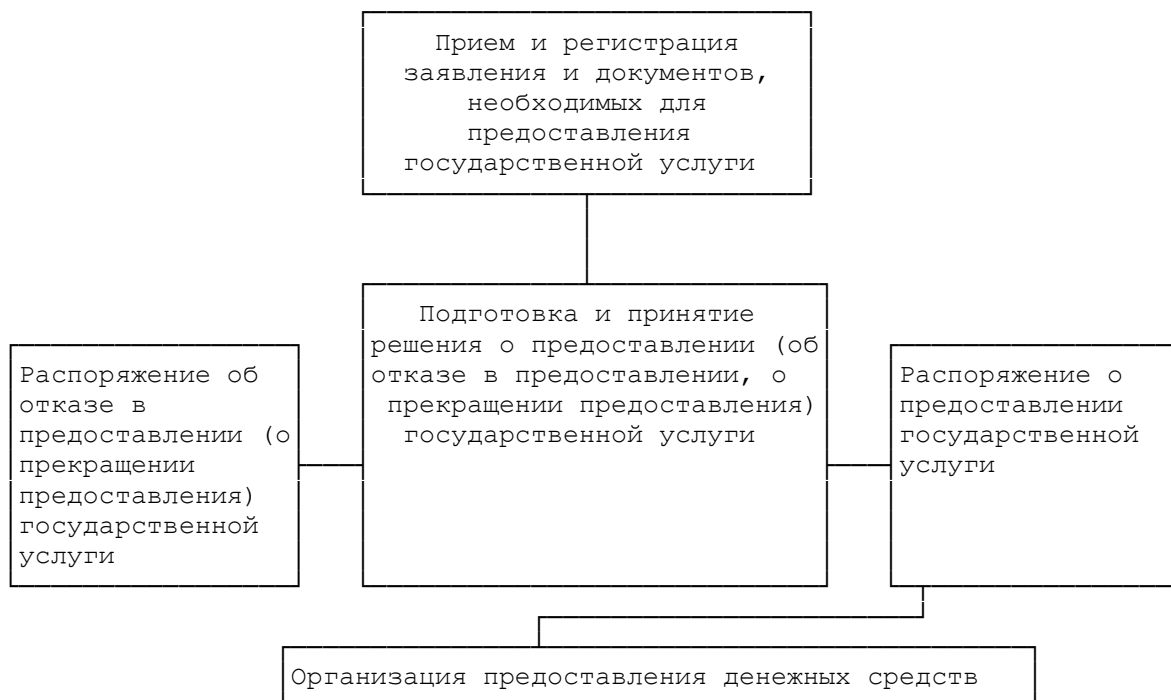 Прием и регистрация
заявления и документов,
необходимых для
предоставления
государственной услуги
Подготовка и принятие
решения о предоставлении (об
отказе в предоставлении, о
прекращении предоставления)
государственной услуги
Распоряжение об
отказе в
предоставлении (о
прекращении
предоставления)
государственной
услуги
Распоряжение о
предоставлении
государственной
услуги
Организация предоставления денежных средств